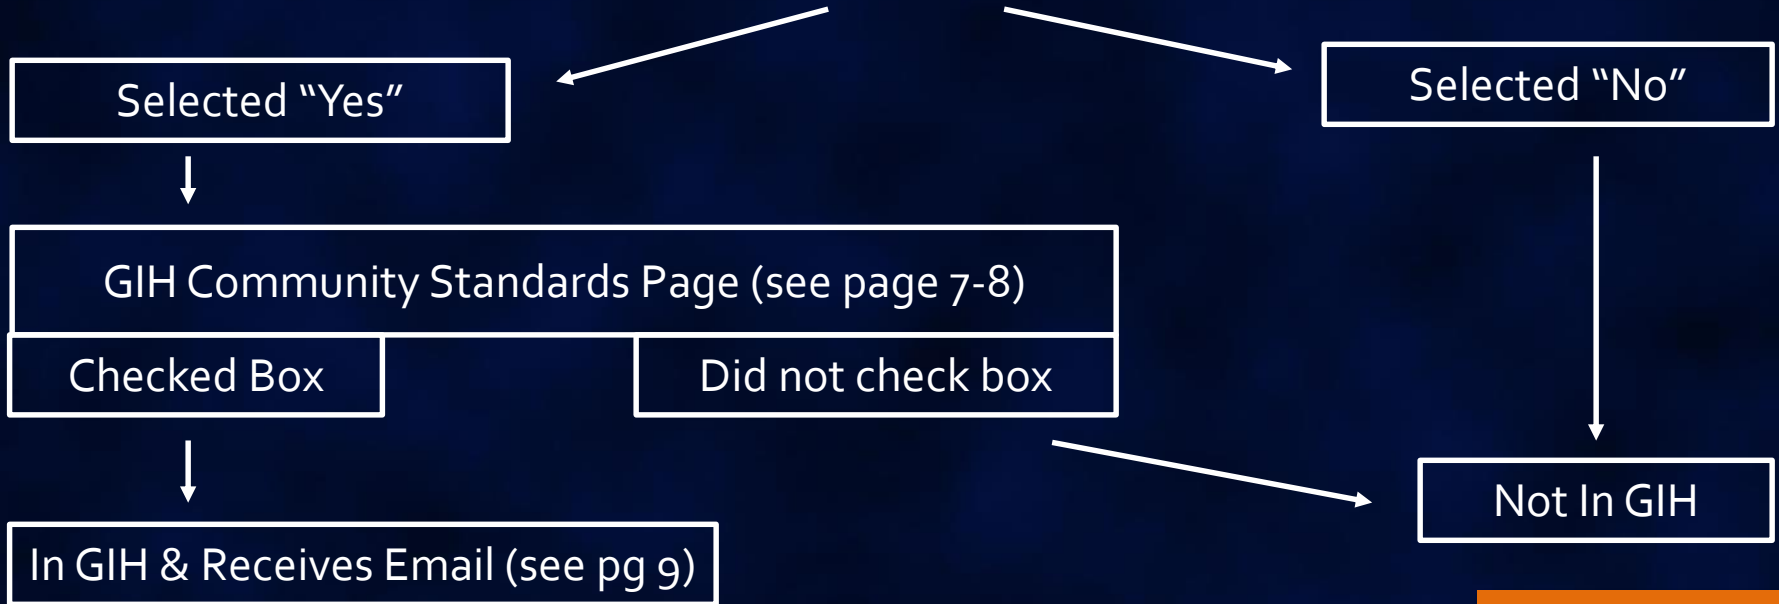 Selected “Yes”
Selected “No”
GIH Community Standards Page (see page 7-8)
Checked Box
Did not check box
Not In GIH
In GIH & Receives Email (see pg 9)